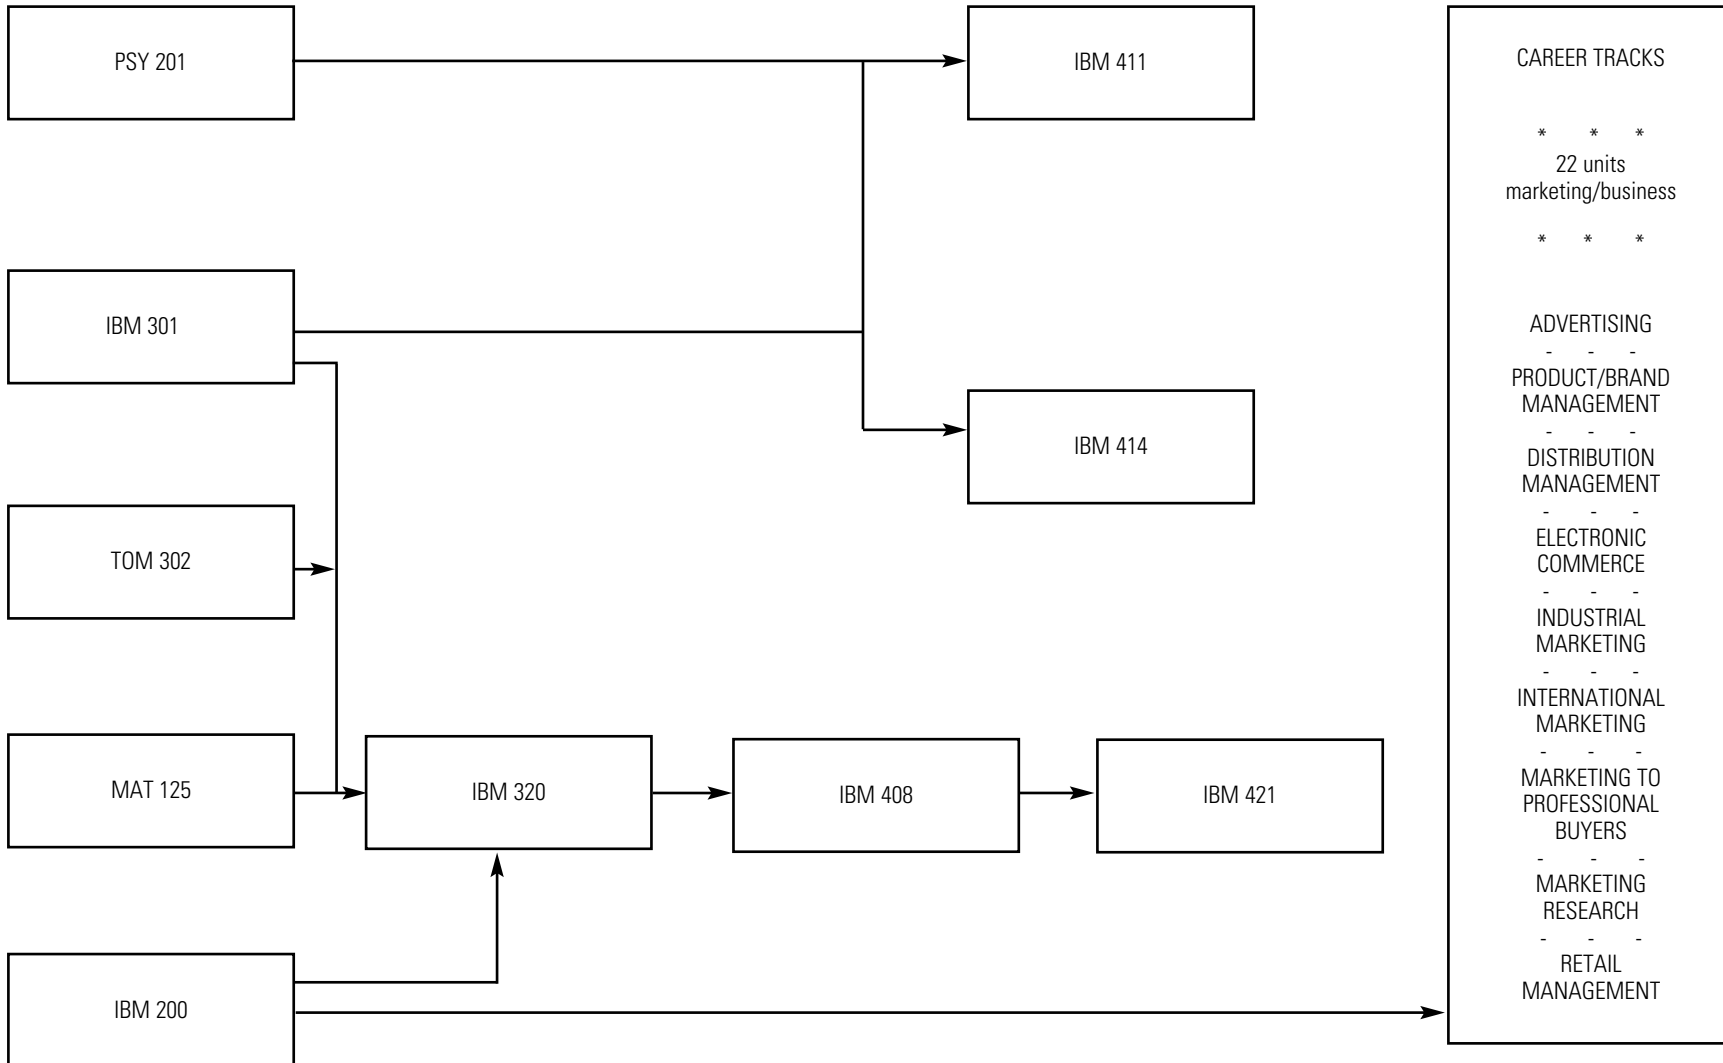 PSY 201
IBM 411
IBM 301
IBM 414
TOM 302
MAT 125
IBM 320
IBM 408
IBM 421
IBM 200
CAREER TRACKS
* * *
22 units
marketing/business
* * *
ADVERTISING
- - -
PRODUCT/BRAND
MANAGEMENT
- - -
DISTRIBUTION
MANAGEMENT
- - -
ELECTRONIC
COMMERCE
- - -
INDUSTRIAL
MARKETING
- - -
INTERNATIONAL
MARKETING
- - -
MARKETING TO
PROFESSIONAL
BUYERS
- - -
MARKETING
RESEARCH
- - -
RETAIL
MANAGEMENT